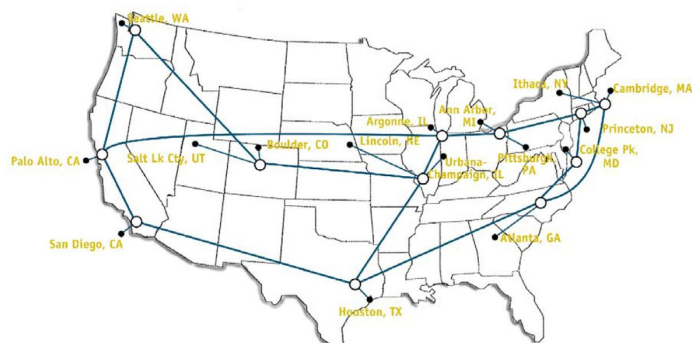 Seattle, WA
Ithaca, NY
Cambridge, MA
Ann Arbor,
MI
Argonne, IL
Princeton, NJ
Boulder, CO
Lincoln, NE
Salt Lk Cty, UT
College Pk,
MD
Palo Alto, CA
Pittsburgh,
PA
Urbana-
Champaign, IL
San Diego, CA
Atlanta, GA
Houston, TX